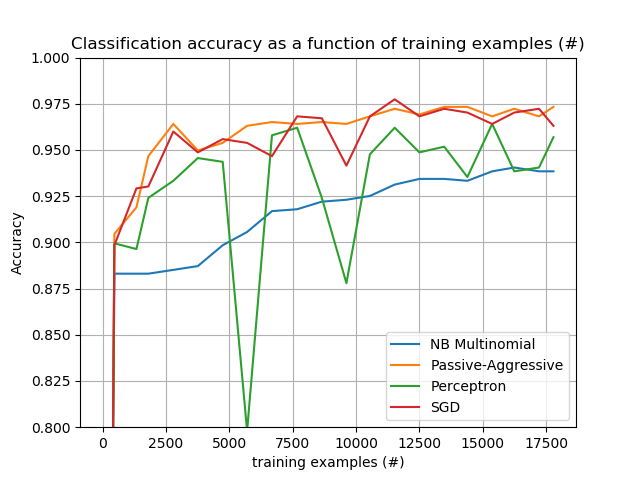 Classification accuracy as a function of training examples (#)
1.000
0.975
0.950
0.925
0.900
0.875
0.850
0.825
0.800
Accuracy
NB Multinomial
Passive-Aggressive
Perceptron
SGD
0 2500 5000 7500 10000 12500 15000 17500
training examples (#)